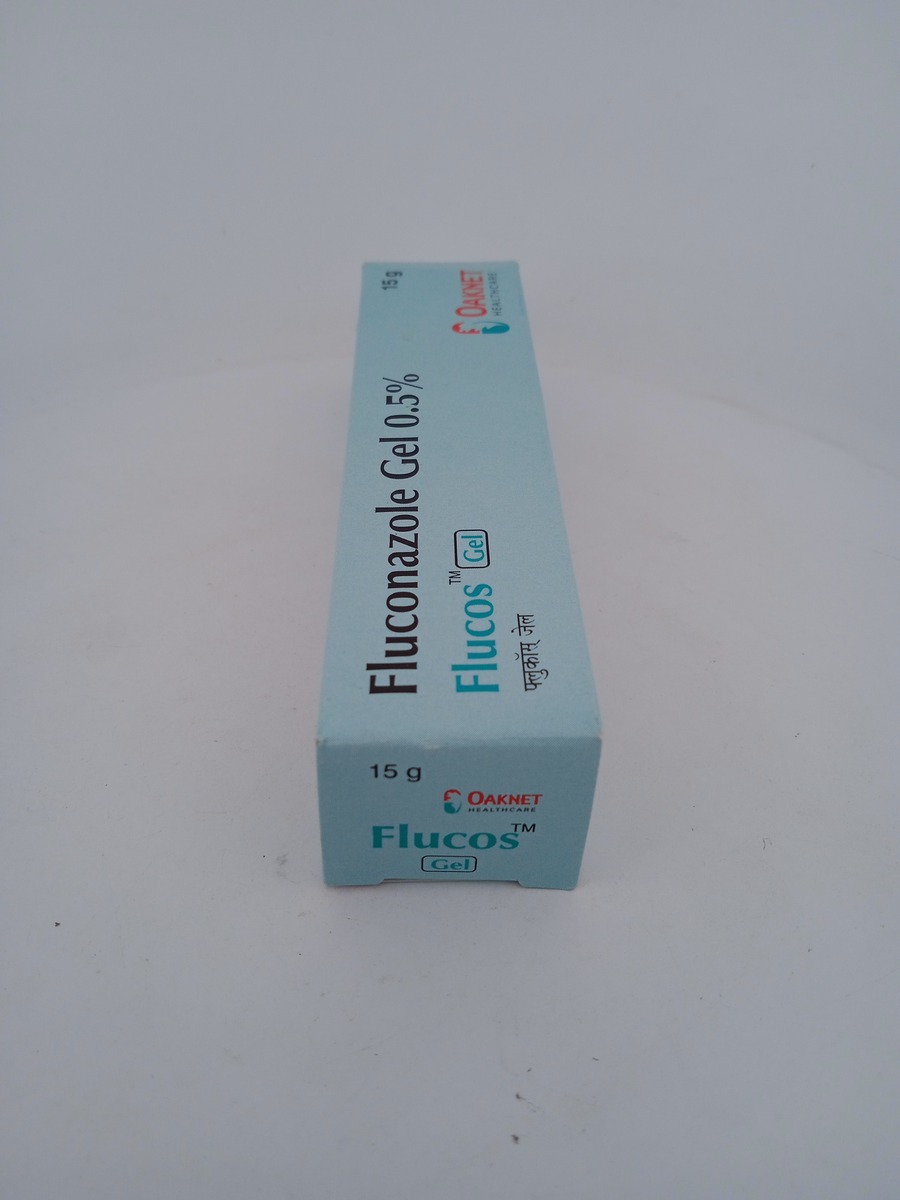 15 g
Fluconazole Gel 0.5%
Flucos™ Gel
फ्लुकॉस् जेल
OAKNET
HEALTHCARE
15 g
OAKNET
HEALTHCARE
Flucos™
Gel